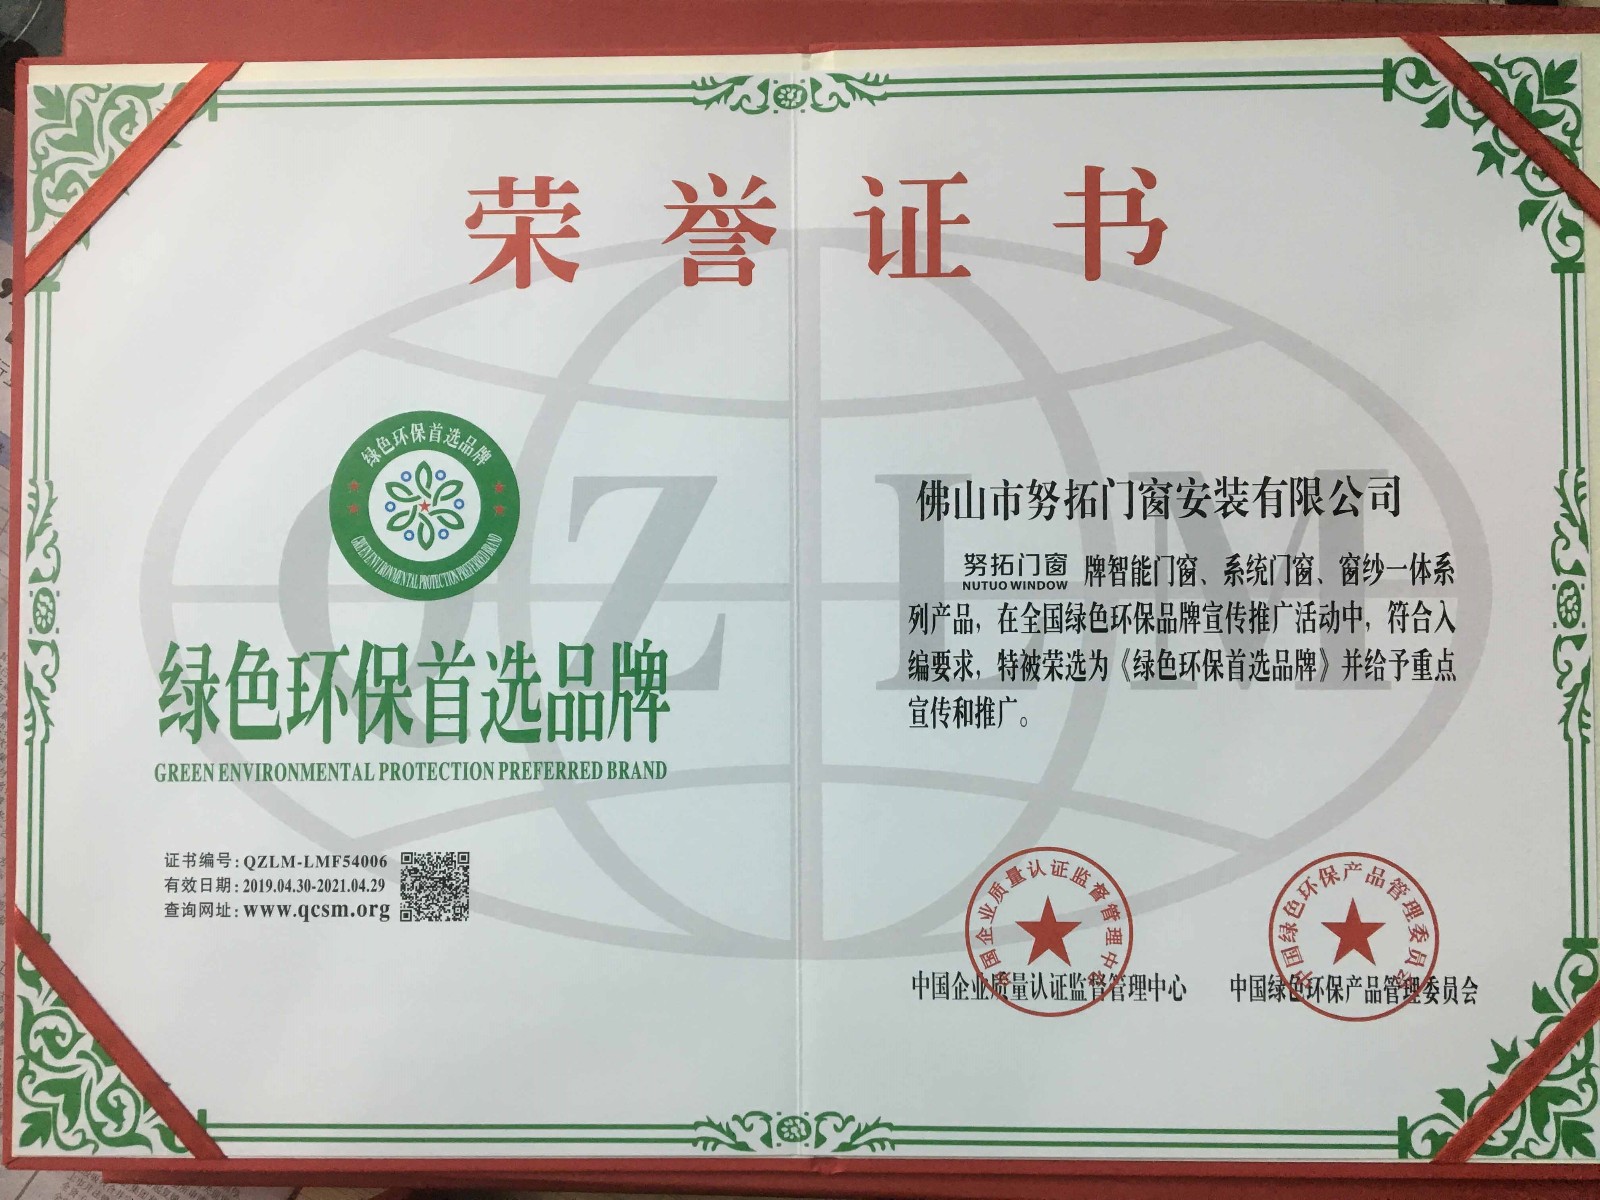 荣誉证书
绿色环保首选品牌
GREEN ENVIRONMENTAL PROTECTION PREFERRED BRAND
QZLM
绿色环保首选品牌
GREEN ENVIRONMENTAL PROTECTION PREFERRED BRAND
证书编号:QZLM-LMF54006
有效日期:2019.04.30-2021.04.29
查询网址:www.qcsm.org
佛山市努拓门窗安装有限公司
努拓门窗 牌智能门窗、系统门窗、窗纱一体系
NUTUO WINDOW
列产品，在全国绿色环保品牌宣传推广活动中，符合入
编要求，特被荣选为《绿色环保首选品牌》并给予重点
宣传和推广。
中国企业质量认证监督管理中心
中国企业质量认证监督管理中心
中国绿色环保产品管理委员会
中国绿色环保产品管理委员会